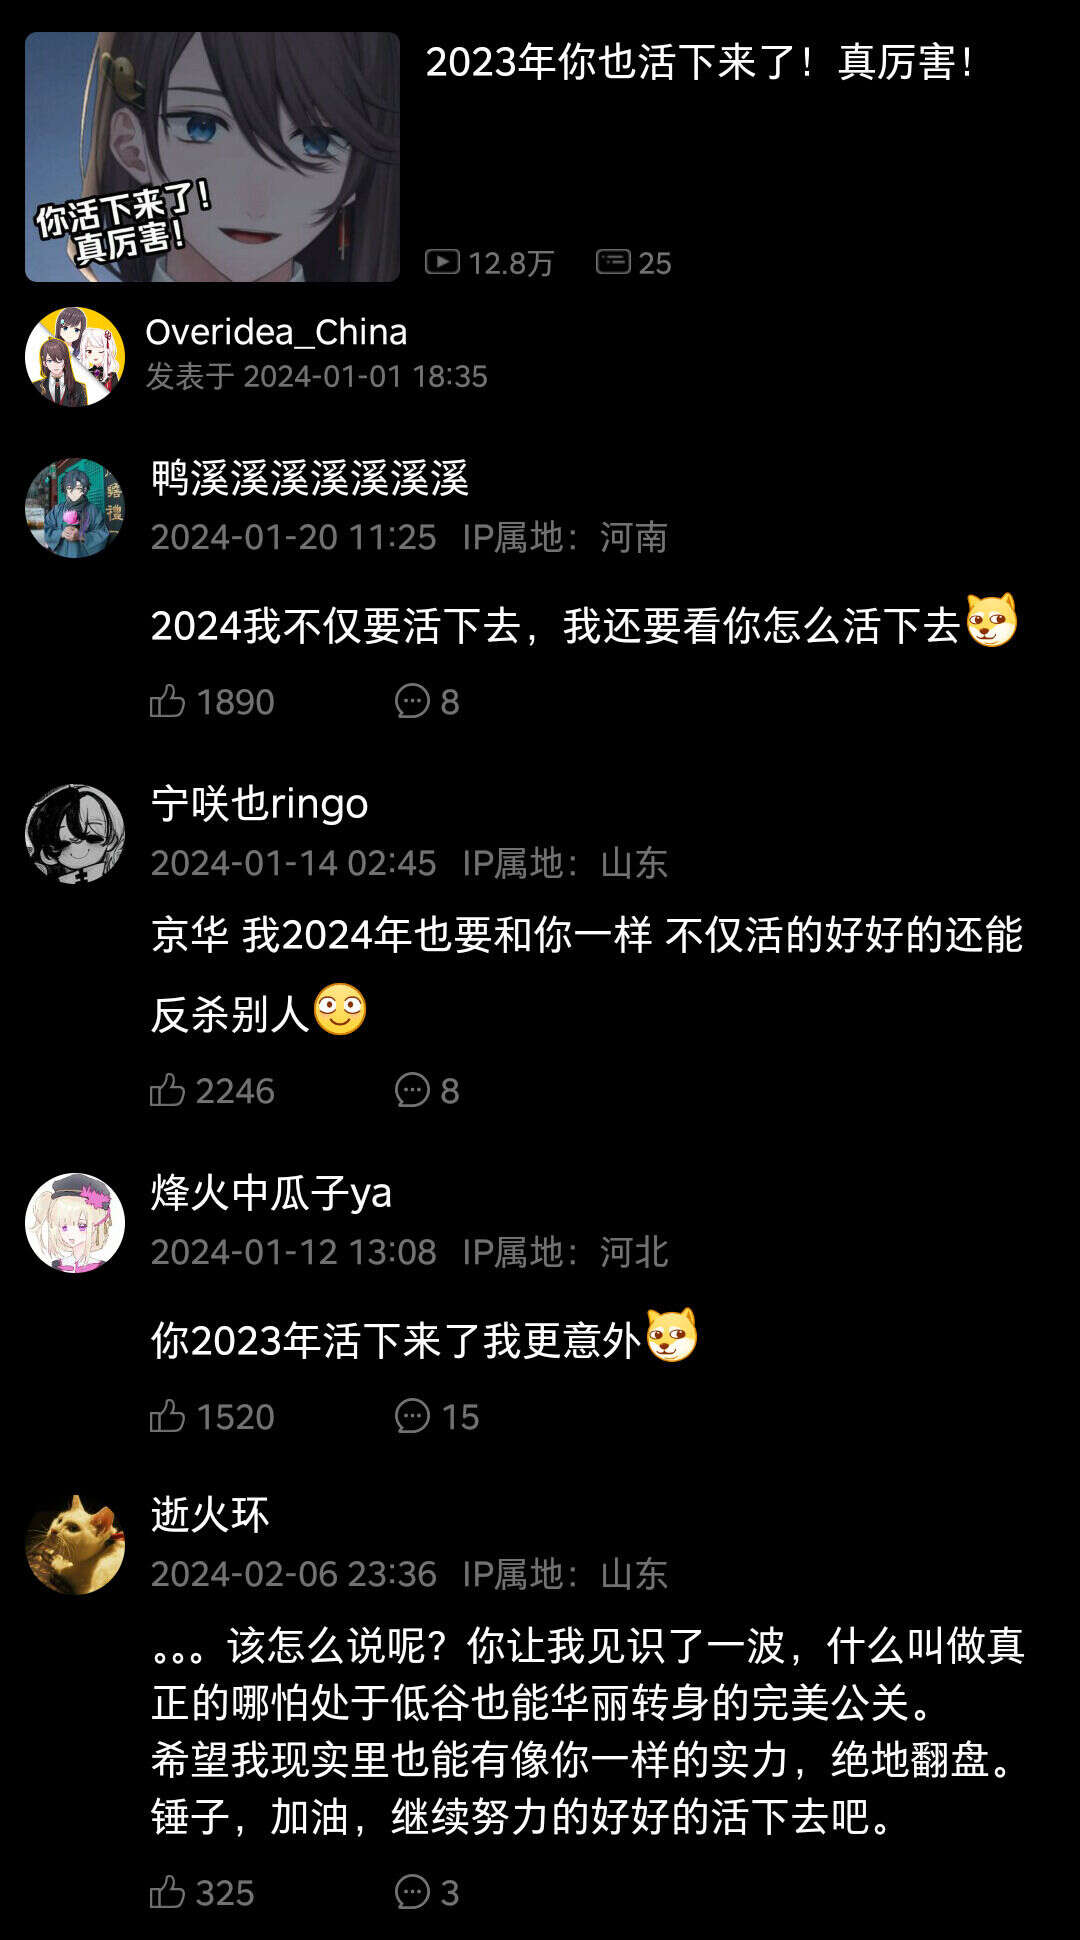 2023年你也活下来了！真厉害！
你活下来了！
真厉害！
12.8万 25
Overidea_China
发表于 2024-01-01 18:35
鸭溪溪溪溪溪溪溪
2024-01-20 11:25 IP属地：河南
2024我不仅要活下去，我还要看你怎么活下去
1890 8
宁咲也ringo
2024-01-14 02:45 IP属地：山东
京华 我2024年也要和你一样 不仅活的好好的还能
反杀别人
2246 8
烽火中瓜子ya
2024-01-12 13:08 IP属地：河北
你2023年活下来了我更意外
1520 15
逝火环
2024-02-06 23:36 IP属地：山东
。。。该怎么说呢？你让我见识了一波，什么叫做真
正的哪怕处于低谷也能华丽转身的完美公关。
希望我现实里也能有像你一样的实力，绝地翻盘。
锤子，加油，继续努力的好好的活下去吧。
325 3